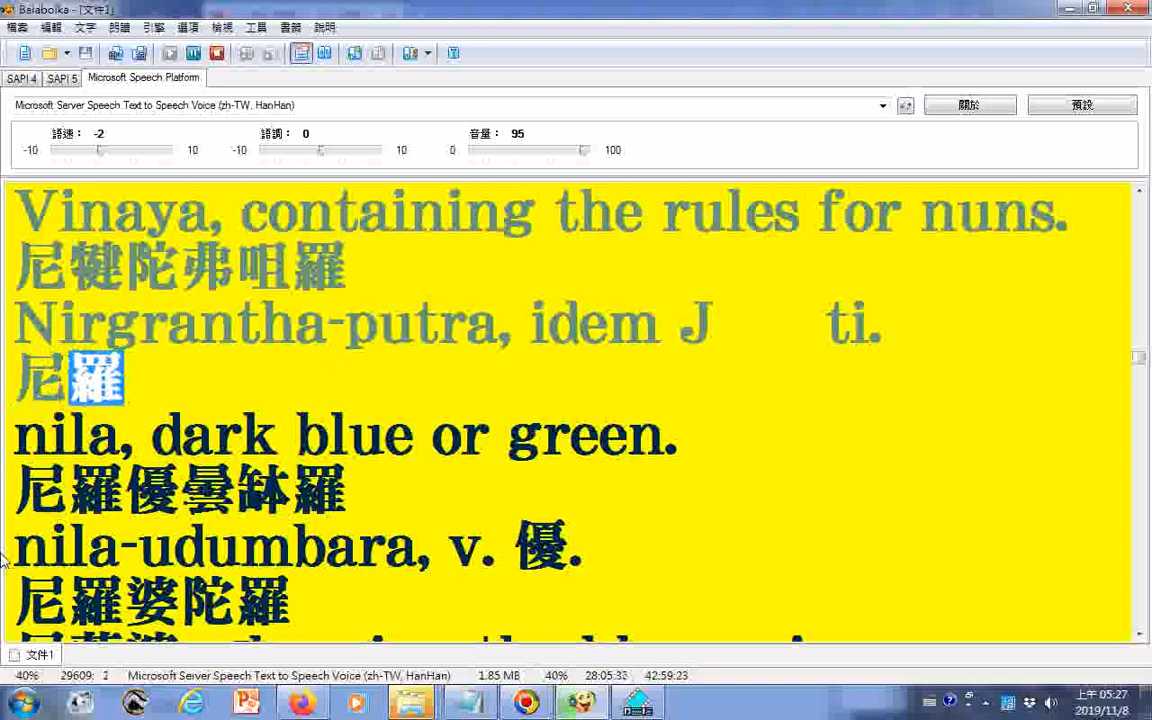 Balabolka - [文件1]
檔案 編輯 文字 朗讀 引擎 選項 檢視 工具 書籤 說明
SAPI 4 SAPI 5 Microsoft Speech Platform
Microsoft Server Speech Text to Speech Voice (zh-TW, HanHan) 關於 預設
語速： -2 語調： 0 音量： 95
-10 10 -10 10 0 100
Vinaya, containing the rules for nuns.
尼犍陀弗咀羅
Nirgrantha-putra, idem J ti.
尼羅
nila, dark blue or green.
尼羅優曇缽羅
nila-udumbara, v. 優.
尼羅婆陀羅
文件1
40% 29609: 2 Microsoft Server Speech Text to Speech Voice (zh-TW, HanHan) 1.85 MB 40% 28:05:33 42:59:23
上午 05:27
2019/11/8